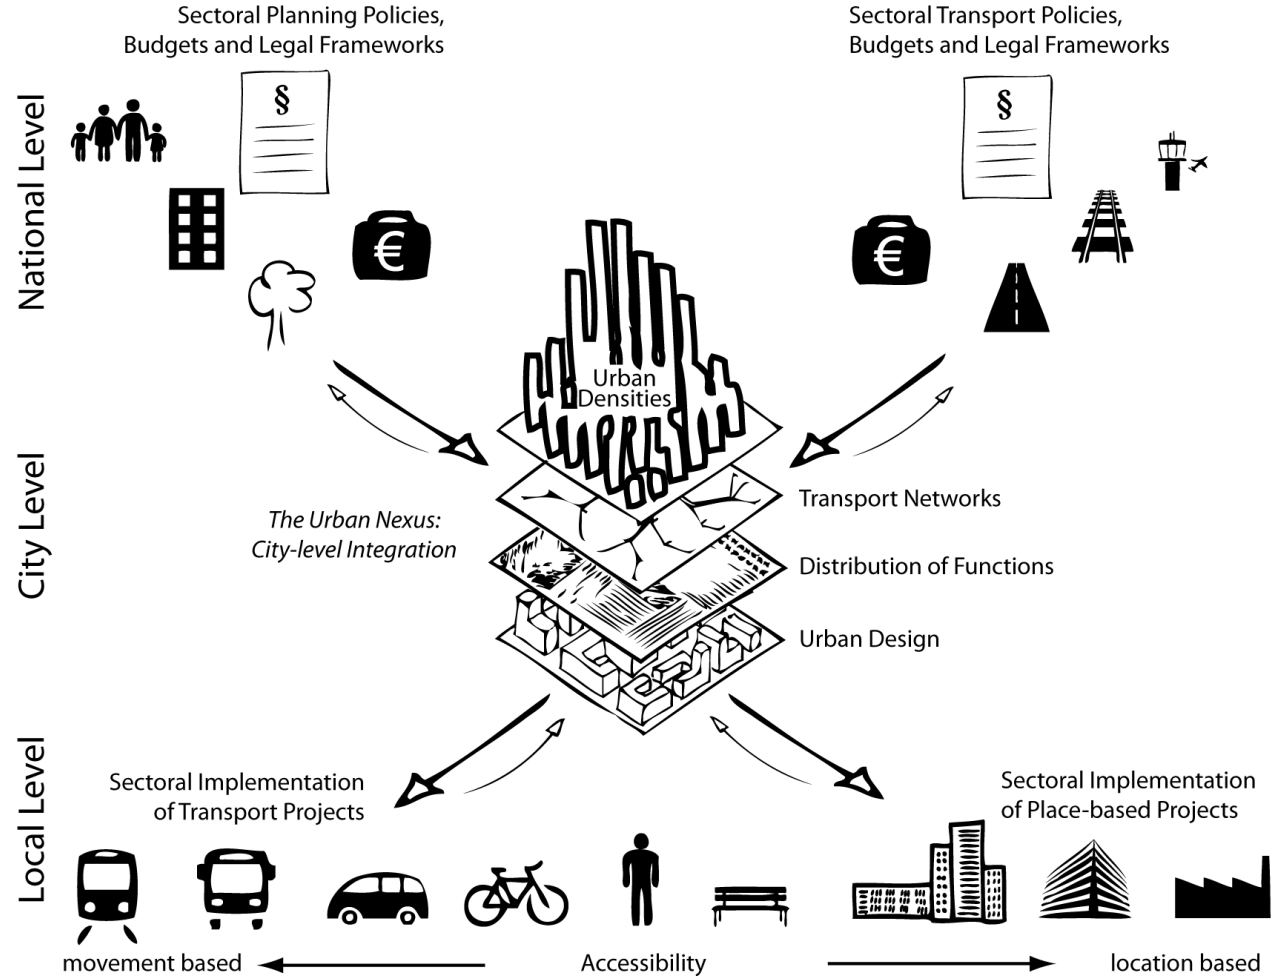 Sectoral Planning Policies,
Budgets and Legal Frameworks
Sectoral Transport Policies,
Budgets and Legal Frameworks
National Level
§
€
§
€
Urban
Densities
City Level
The Urban Nexus:
City-level Integration
Transport Networks
Distribution of Functions
Urban Design
Local Level
Sectoral Implementation
of Transport Projects
Sectoral Implementation
of Place-based Projects
movement based
Accessibility
location based